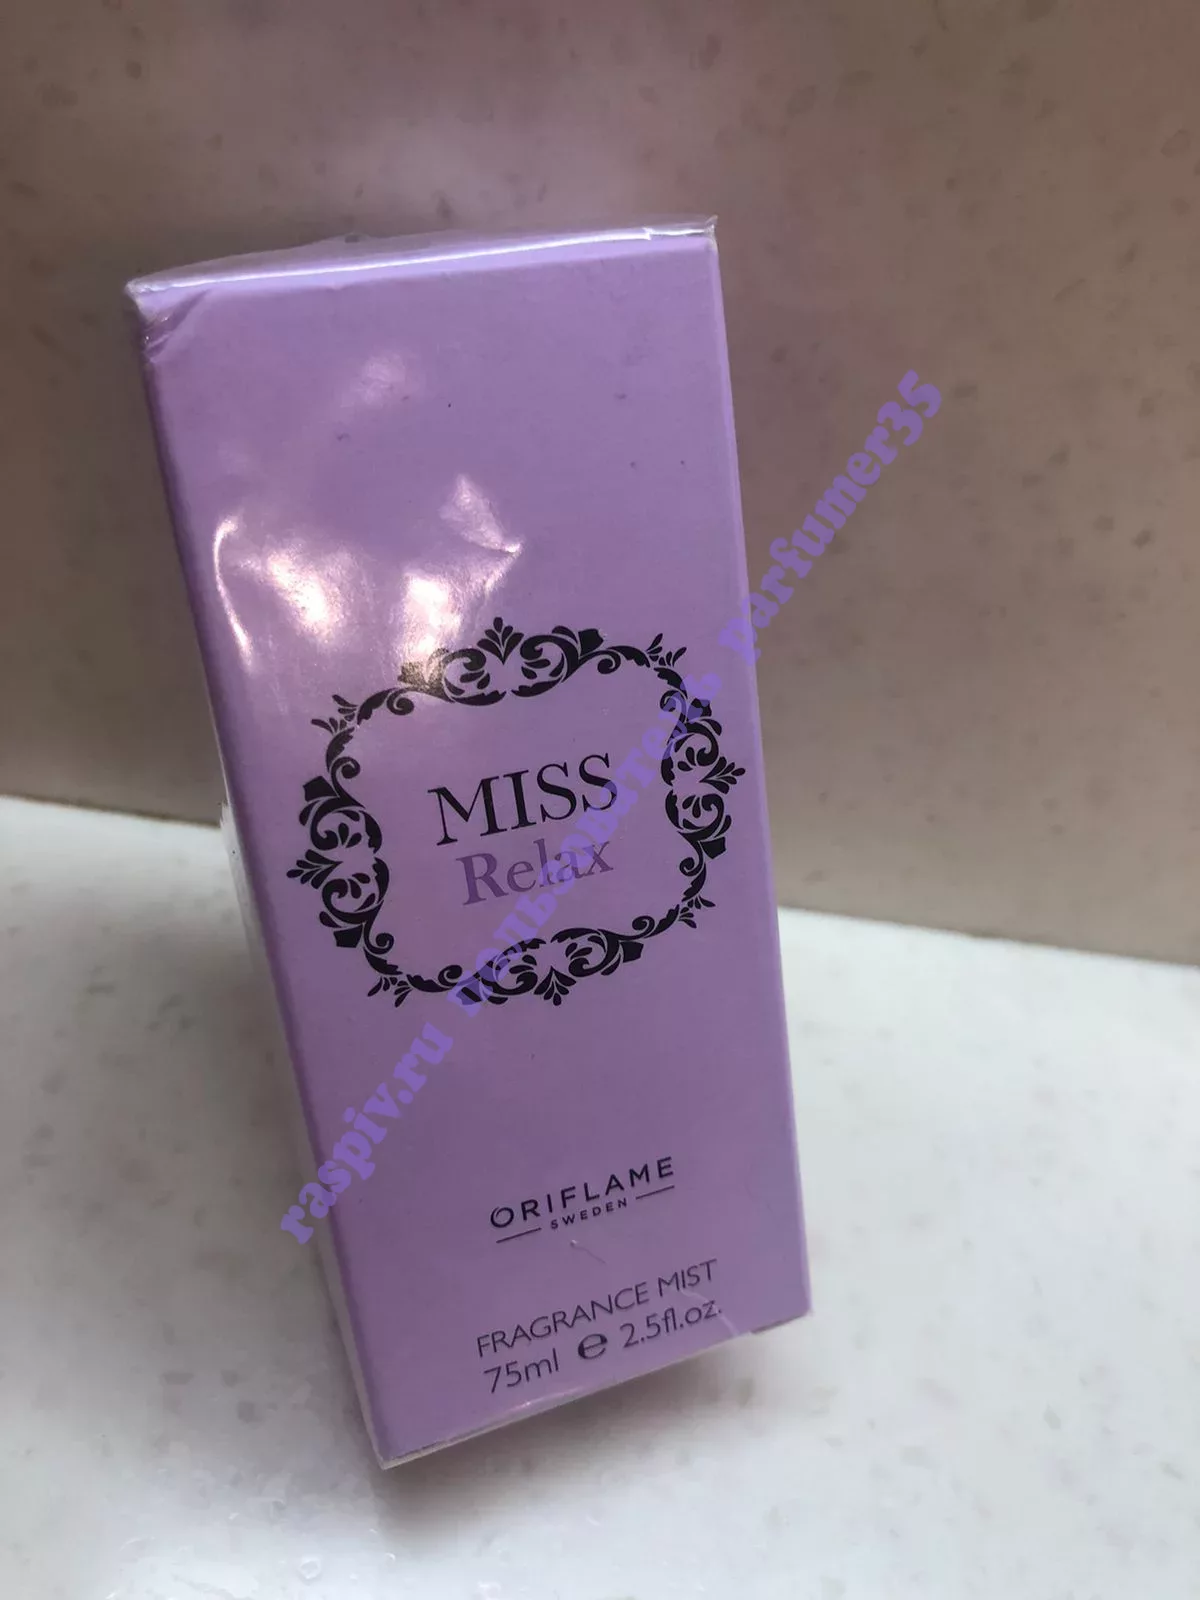 MISS
Relax
ORIFLAME
SWEDEN
FRAGRANCE MIST
75ml e 2.5fl.oz.
raspiv.ru пользователь parfumer35